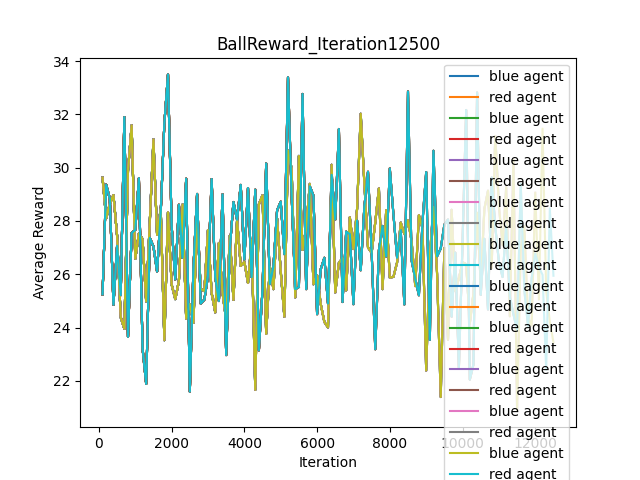 BallReward_Iteration12500
Average Reward
34
32
30
28
26
24
22
0
2000
4000
6000
8000
10000
12000
Iteration
blue agent
red agent
blue agent
red agent
blue agent
red agent
blue agent
red agent
blue agent
red agent
blue agent
red agent
blue agent
red agent
blue agent
red agent
blue agent
red agent
blue agent
red agent